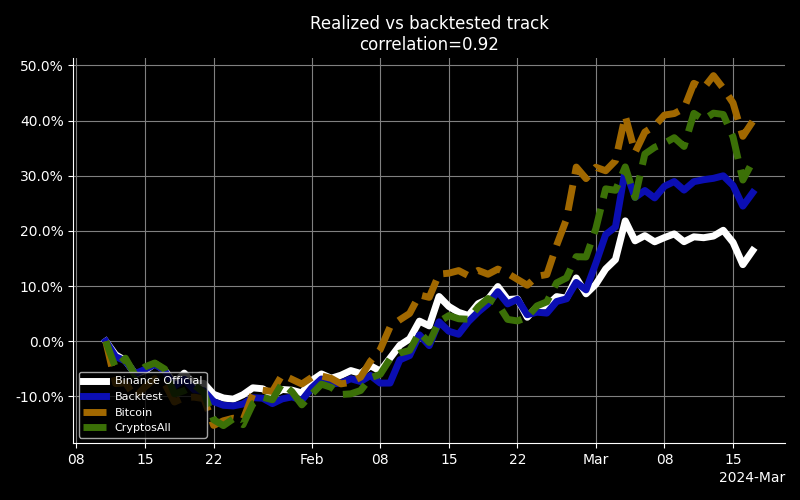 Realized vs backtested track
correlation=0.92
50.0%
40.0%
30.0%
20.0%
10.0%
0.0%
-10.0%
Binance Offical
Backtest
Bitcoin
CryptosAll
08 15 22 Feb 08 15 22 Mar 08 15
2024-Mar